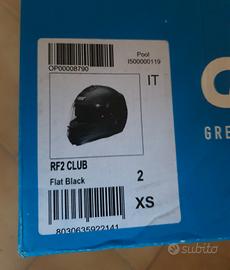 OP00008790
Pool
I500000119
IT
RF2 CLUB
Flat Black
2
XS
8030635922141
GRE
subito